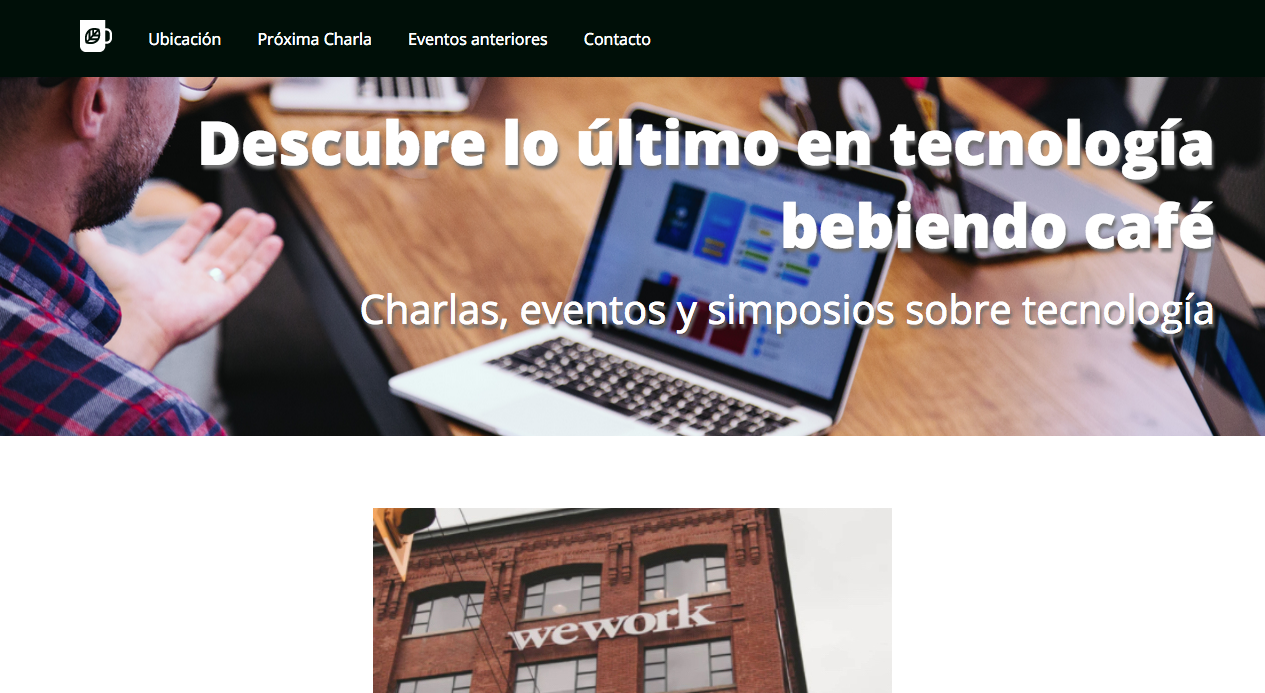 Ubicación Próxima Charla Eventos anteriores Contacto
Descubre lo último en tecnología
bebiendo café
Charlas, eventos y simposios sobre tecnología
wework